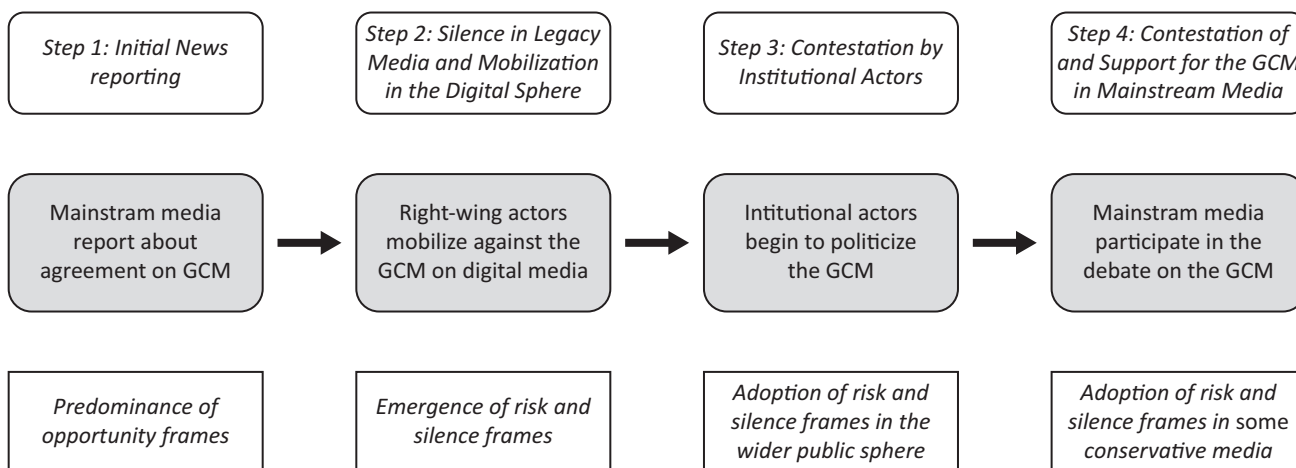 Step 1: Initial News
reporting
Step 2: Silence in Legacy
Media and Mobilization
in the Digital Sphere
Step 3: Contestation by
Institutional Actors
Step 4: Contestation of
and Support for the GCM
in Mainstream Media
Mainstram media
report about
agreement on GCM
Right-wing actors
mobilize against the
GCM on digital media
Intitutional actors
begin to politicize
the GCM
Mainstram media
participate in the
debate on the GCM
Predominance of
opportunity frames
Emergence of risk and
silence frames
Adoption of risk and
silence frames in the
wider public sphere
Adoption of risk and
silence frames in some
conservative media